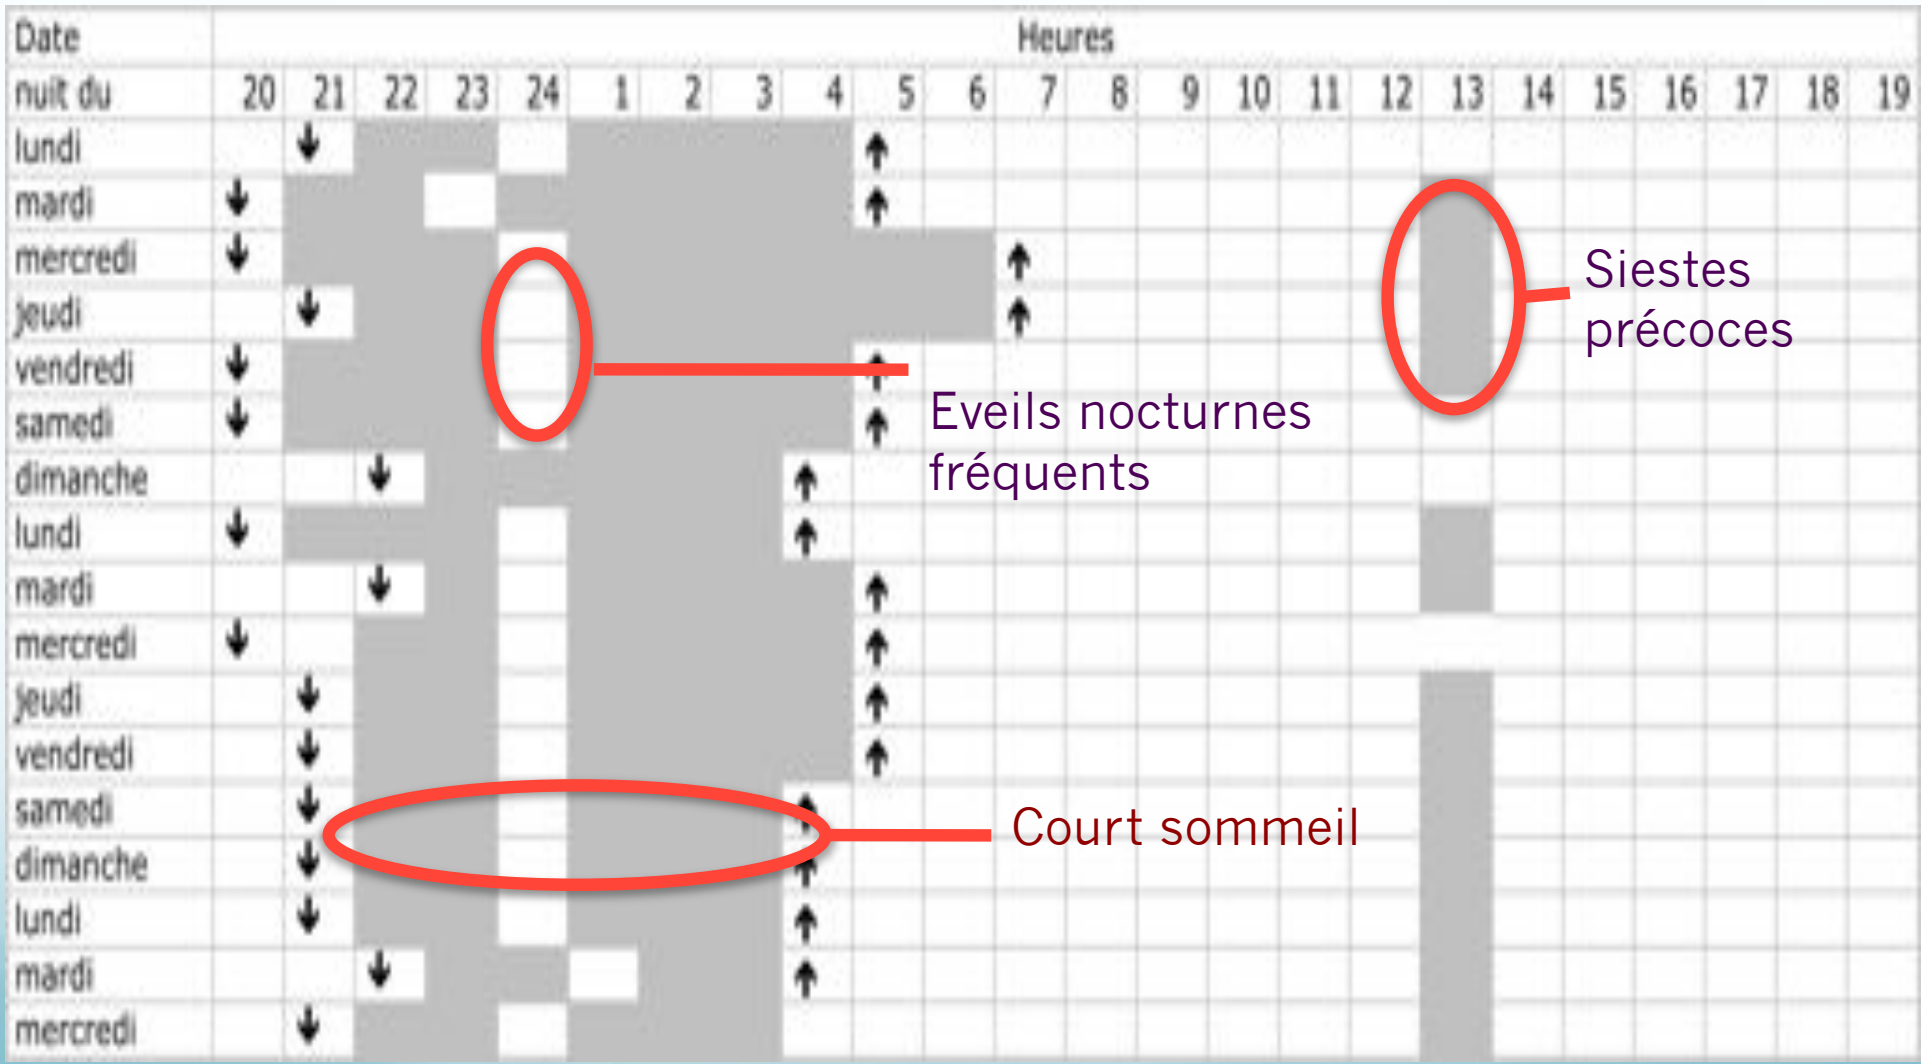 Date Heures
nuit du 20 21 22 23 24 1 2 3 4 5 6 7 8 9 10 11 12 13 14 15 16 17 18 19
lundi
mardi
mercredi
jeudi
vendredi
samedi
dimanche
lundi
mardi
mercredi
jeudi
vendredi
samedi
dimanche
lundi
mardi
mercredi
Siestes
précoces
Eveils nocturnes
fréquents
Court sommeil